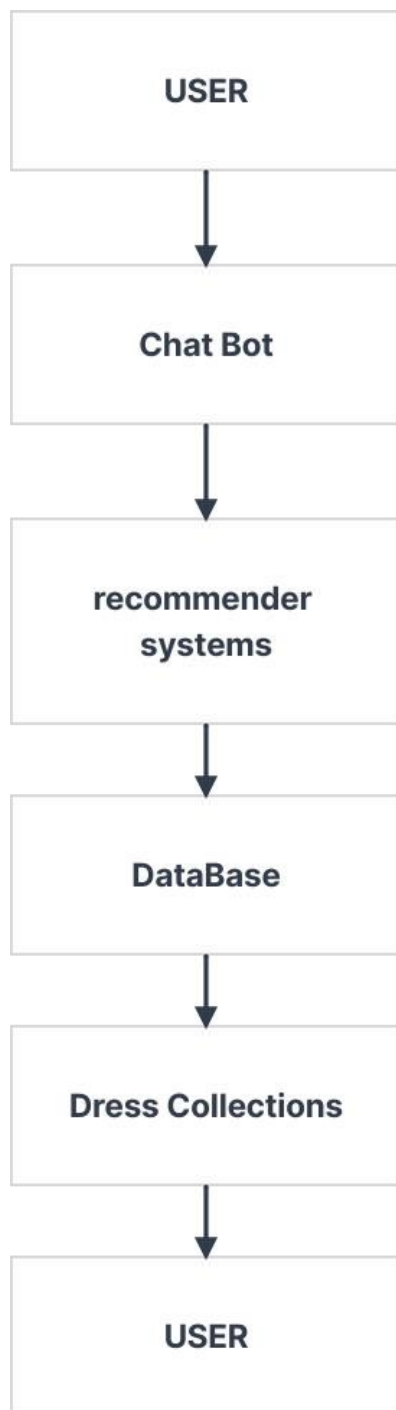 USER
Chat Bot
recommender
systems
DataBase
Dress Collections
USER